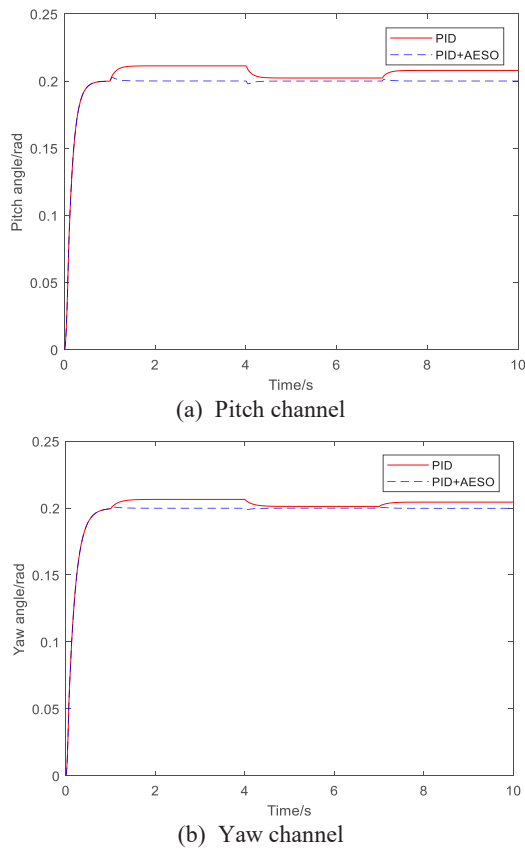 0.25
PID
PID+AESO
0.2
0.15
Pitch angle/rad
0.1
0.05
0
0 2 4 6 8 10
Time/s
(a) Pitch channel
0.25
PID
PID+AESO
0.2
0.15
Yaw angle/rad
0.1
0.05
0
0 2 4 6 8 10
Time/s
(b) Yaw channel